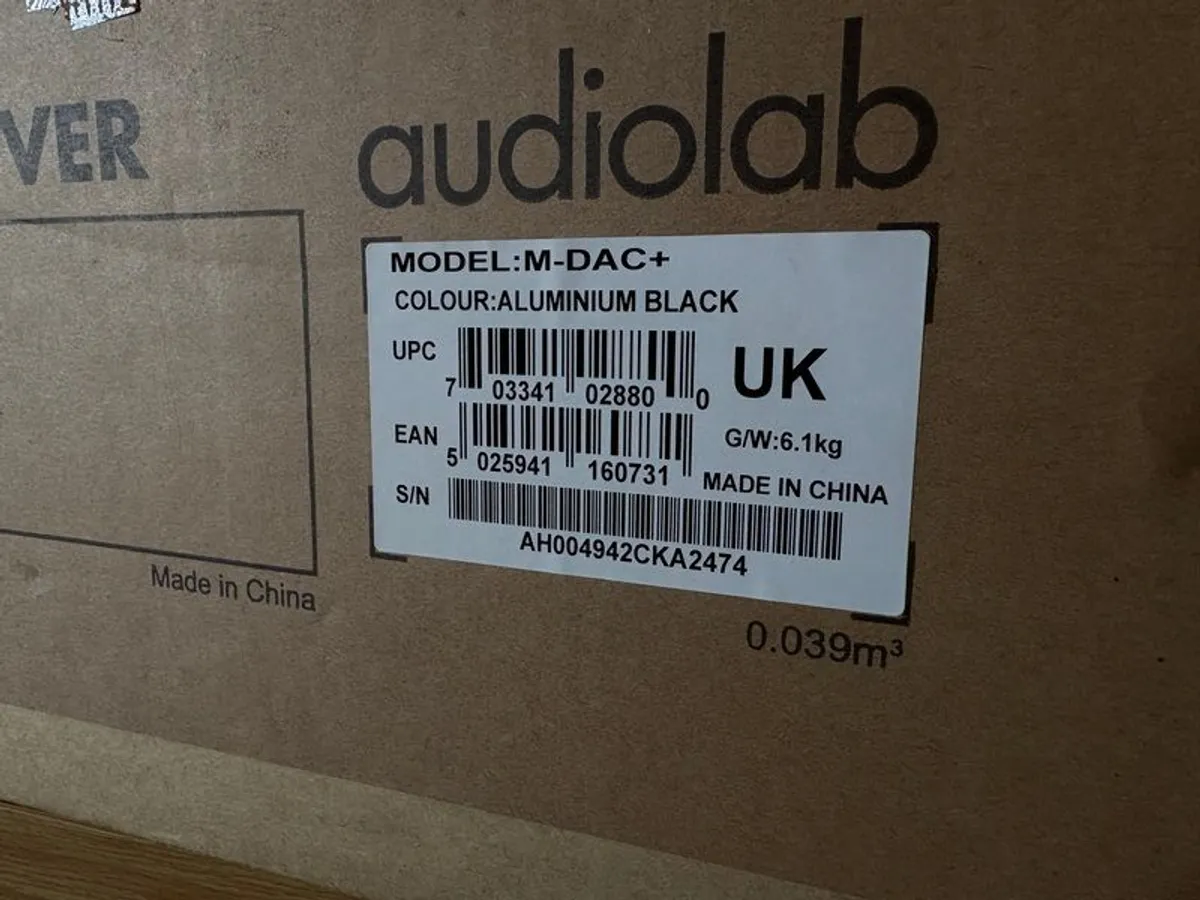 VER
audiolab
MODEL:M-DAC+
COLOUR:ALUMINIUM BLACK
UPC
7 03341 02880 0
UK
EAN
5 025941 160731
G/W:6.1kg
MADE IN CHINA
S/N
AH004942CKA2474
Made in China
0.039m³